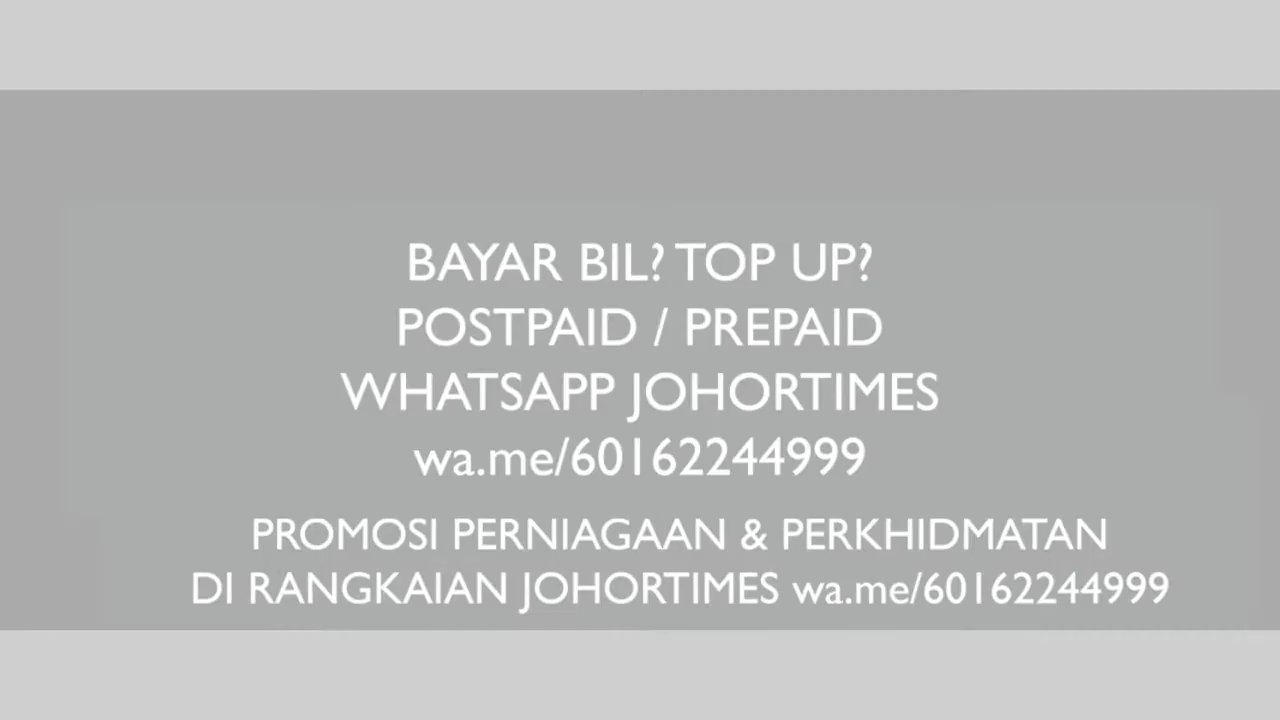 BAYAR BIL? TOP UP?
POSTPAID / PREPAID
WHATSAPP JOHORTIMES
wa.me/60162244999
PROMOSI PERNIAGAAN & PERKHIDMATAN
DI RANGKAIAN JOHORTIMES wa.me/60162244999